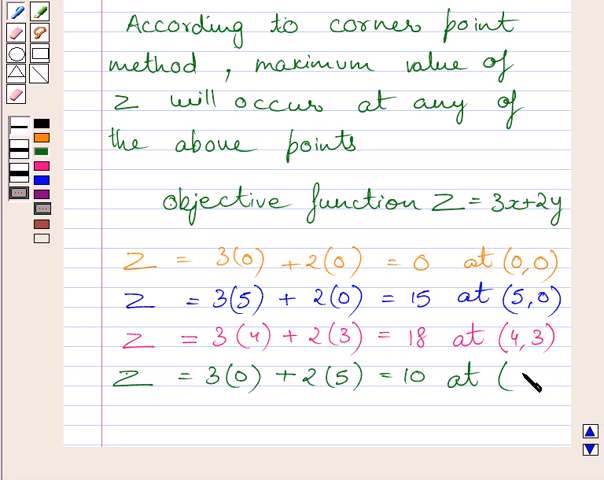 According to corner point
method, maximum value of
Z will occur at any of
the above points
objective function Z = 3x+2y
Z = 3(0) + 2(0) = 0 at (0,0)
Z = 3(5) + 2(0) = 15 at (5,0)
Z = 3(4) + 2(3) = 18 at (4,3)
Z = 3(0) + 2(5) = 10 at (